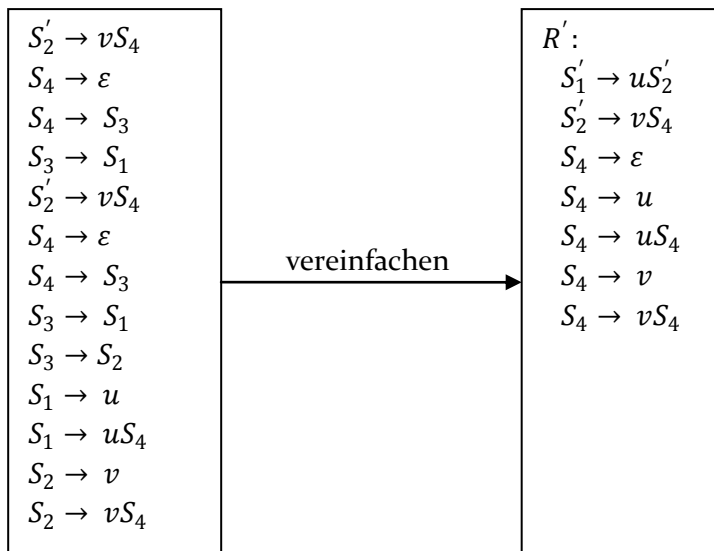 S₂′ → vS₄
S₄ → ε
S₄ → S₃
S₃ → S₁
S₂′ → vS₄
S₄ → ε
S₄ → S₃
S₃ → S₁
S₃ → S₂
S₁ → u
S₁ → uS₄
S₂ → v
S₂ → vS₄
vereinfachen
R′:
S₁′ → uS₂′
S₂′ → vS₄
S₄ → ε
S₄ → u
S₄ → uS₄
S₄ → v
S₄ → vS₄